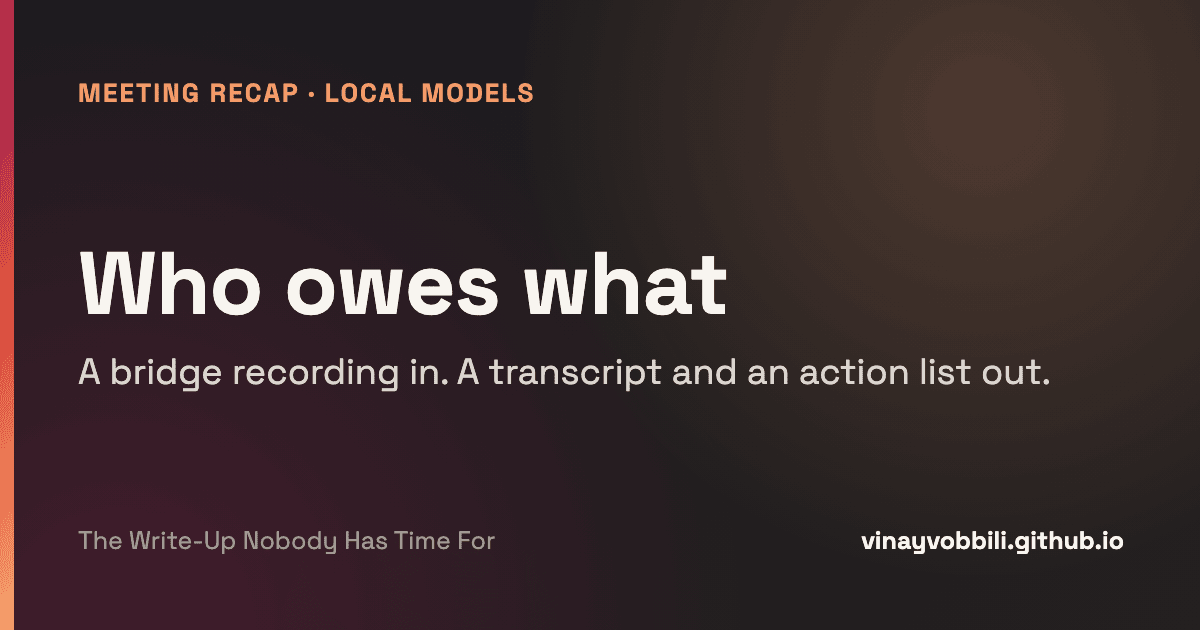 MEETING RECAP · LOCAL MODELS
Who owes what
A bridge recording in. A transcript and an action list out.
The Write-Up Nobody Has Time For
vinayvobbili.github.io